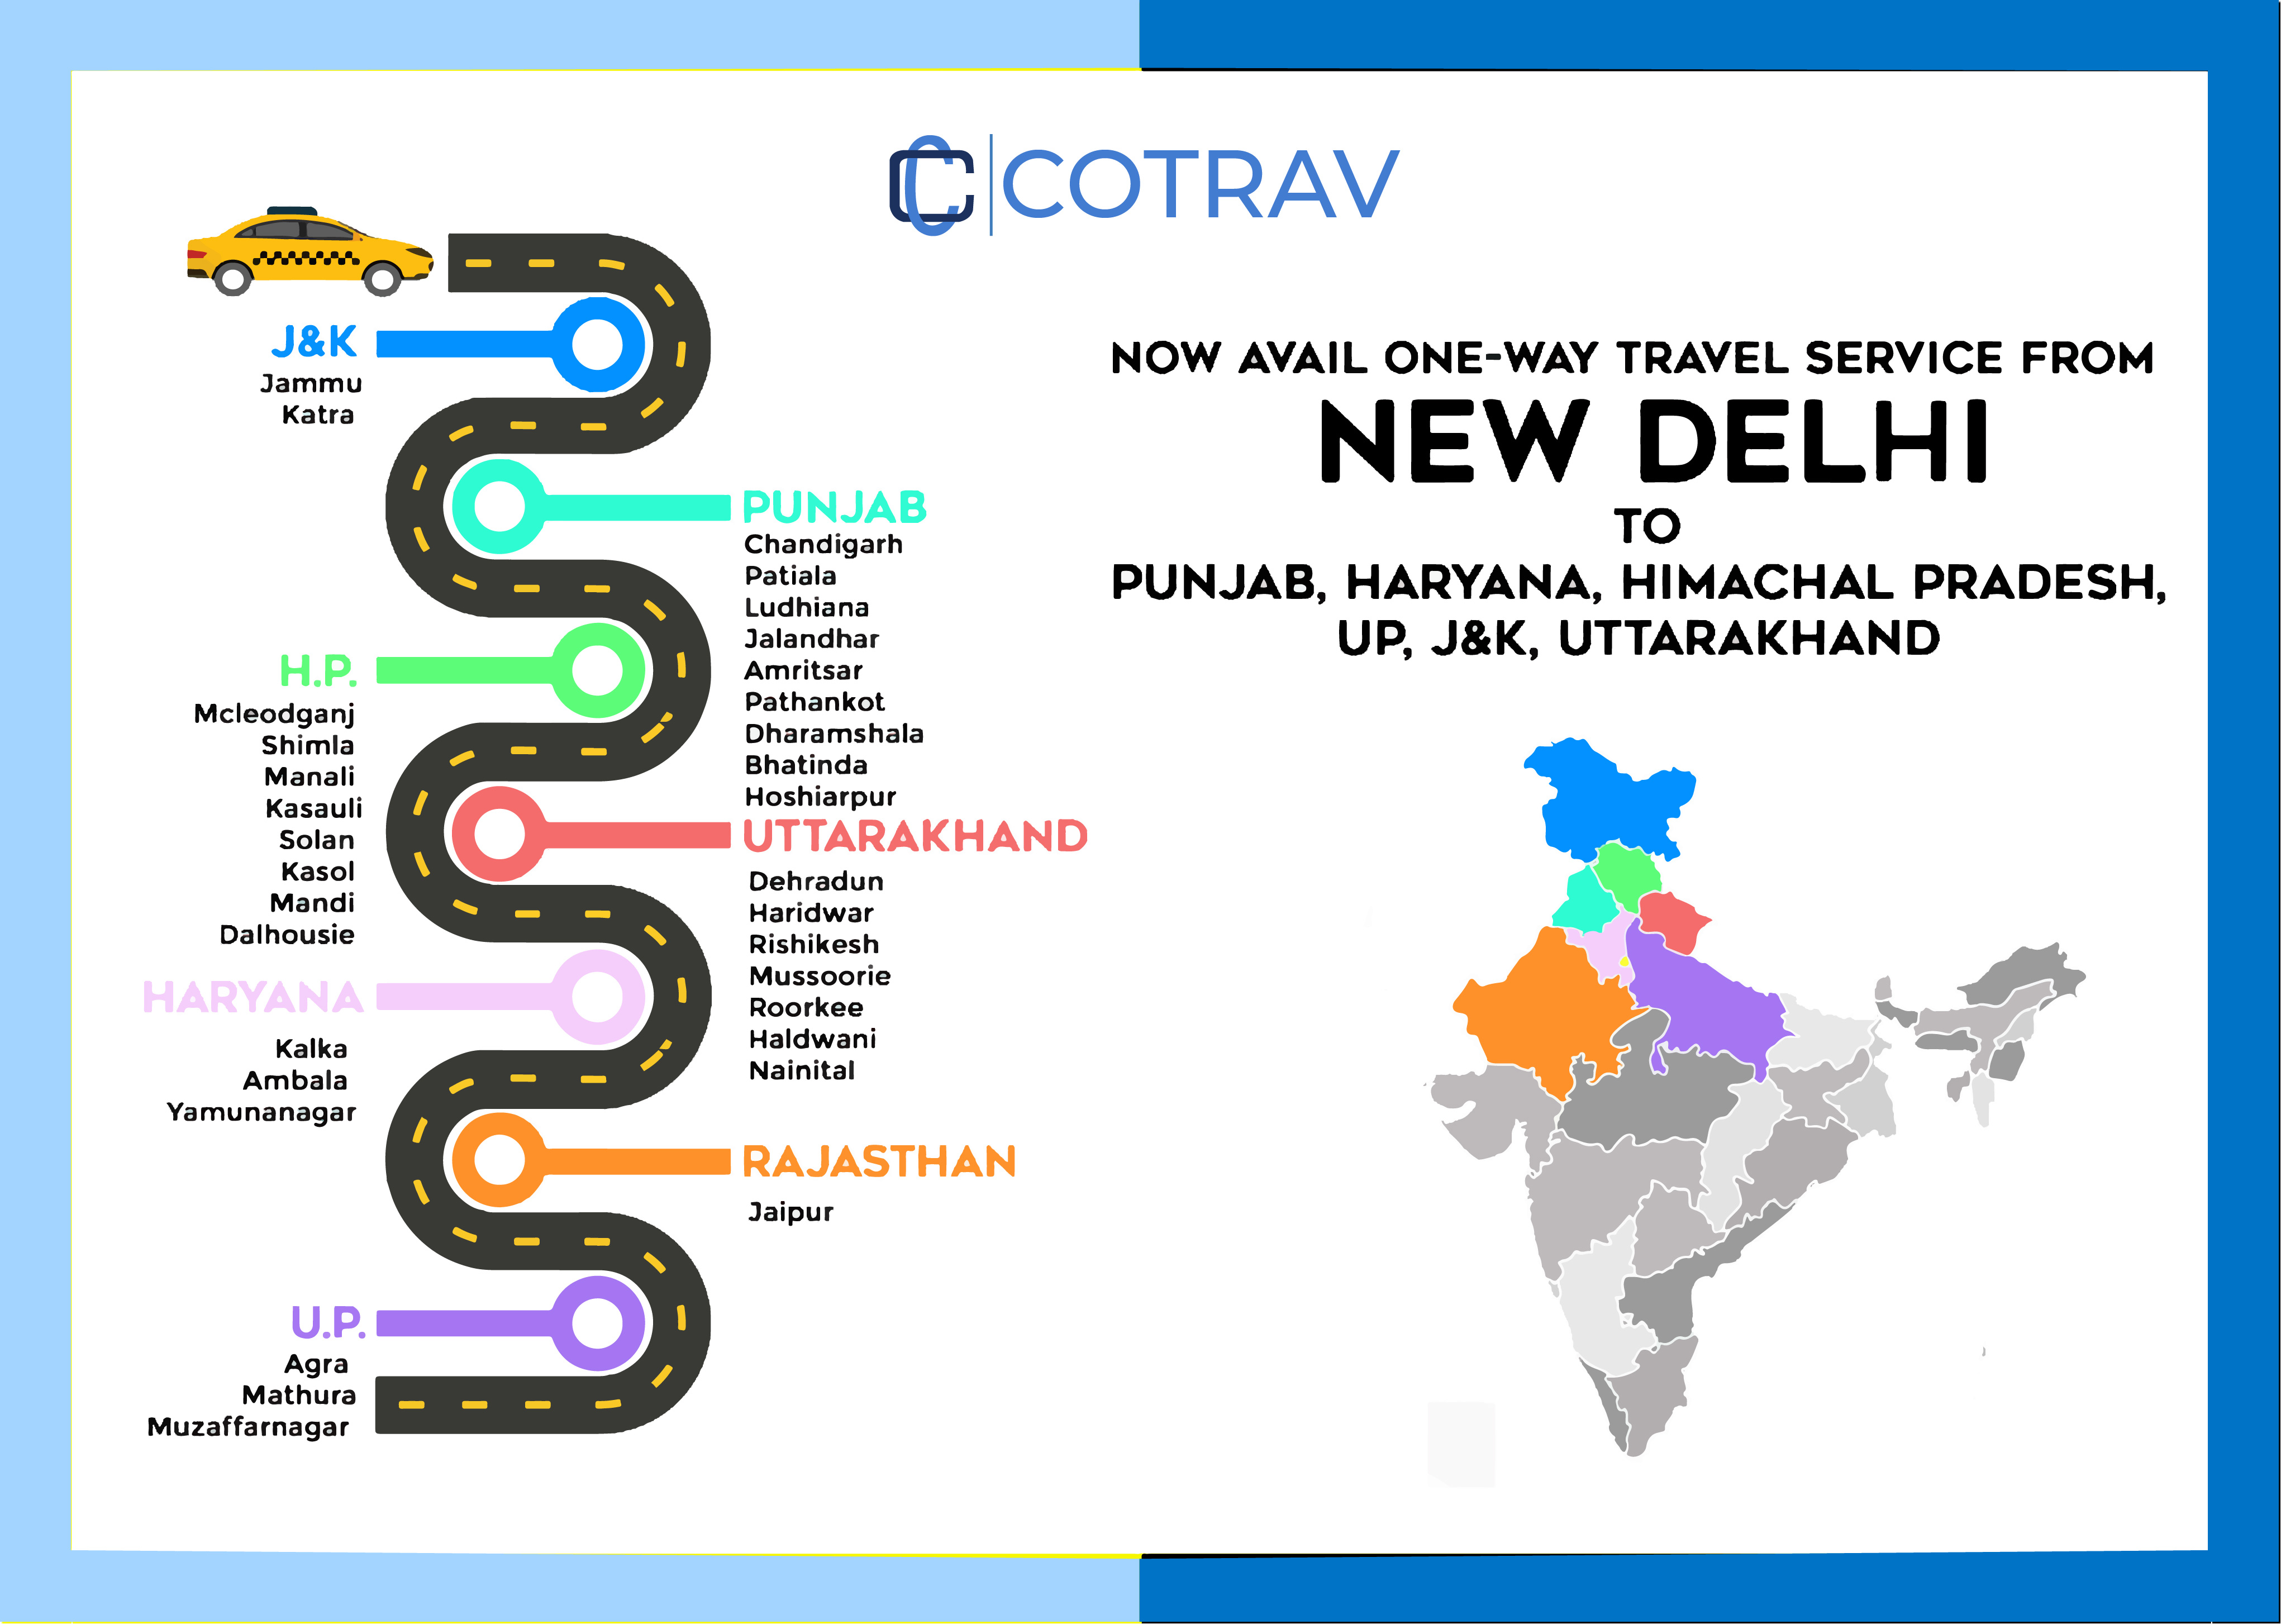 COTRAV
J&K
Jammu
Katra
PUNJAB
Chandigarh
Patiala
Ludhiana
Jalandhar
Amritsar
Pathankot
Dharamshala
Bhatinda
Hoshiarpur
H.P.
Mcleodganj
Shimla
Manali
Kasauli
Solan
Kasol
Mandi
Dalhousie
UTTARAKHAND
Dehradun
Haridwar
Rishikesh
Mussoorie
Roorkee
Haldwani
Nainital
HARYANA
Kalka
Ambala
Yamunanagar
RAJASTHAN
Jaipur
U.P.
Agra
Mathura
Muzaffarnagar
NOW AVAIL ONE-WAY TRAVEL SERVICE FROM
NEW DELHI
TO
PUNJAB, HARYANA, HIMACHAL PRADESH,
UP, J&K, UTTARAKHAND